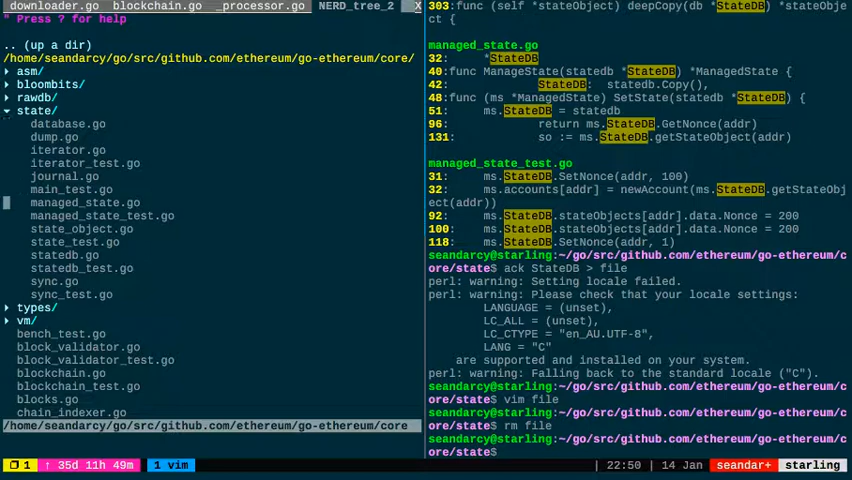 downloader.go  blockchain.go  _processor.go  NERD_tree_2  X
" Press ? for help
.. (up a dir)
/home/seandarcy/go/src/github.com/ethereum/go-ethereum/core/
▸ asm/
▸ bloombits/
▸ rawdb/
▾ state/
database.go
dump.go
iterator.go
iterator_test.go
journal.go
main_test.go
managed_state.go
managed_state_test.go
state_object.go
state_test.go
statedb.go
statedb_test.go
sync.go
sync_test.go
▸ types/
▸ vm/
bench_test.go
block_validator.go
block_validator_test.go
blockchain.go
blockchain_test.go
blocks.go
chain_indexer.go
/home/seandarcy/go/src/github.com/ethereum/go-ethereum/core
303:func (self *stateObject) deepCopy(db *StateDB) *stateObje
ct {
managed_state.go
32:     *StateDB
40:func ManageState(statedb *StateDB) *ManagedState {
42:             StateDB:  statedb.Copy(),
48:func (ms *ManagedState) SetState(statedb *StateDB) {
51:     ms.StateDB = statedb
96:             return ms.StateDB.GetNonce(addr)
131:            so := ms.StateDB.getStateObject(addr)
managed_state_test.go
31:     ms.StateDB.SetNonce(addr, 100)
32:     ms.accounts[addr] = newAccount(ms.StateDB.getStateObj
ect(addr))
92:     ms.StateDB.stateObjects[addr].data.Nonce = 200
100:    ms.StateDB.stateObjects[addr].data.Nonce = 200
118:    ms.StateDB.SetNonce(addr, 1)
seandarcy@starling:~/go/src/github.com/ethereum/go-ethereum/c
ore/state$ ack StateDB > file
perl: warning: Setting locale failed.
perl: warning: Please check that your locale settings:
LANGUAGE = (unset),
LC_ALL = (unset),
LC_CTYPE = "en_AU.UTF-8",
LANG = "C"
are supported and installed on your system.
perl: warning: Falling back to the standard locale ("C").
seandarcy@starling:~/go/src/github.com/ethereum/go-ethereum/c
ore/state$ vim file
seandarcy@starling:~/go/src/github.com/ethereum/go-ethereum/c
ore/state$ rm file
seandarcy@starling:~/go/src/github.com/ethereum/go-ethereum/c
ore/state$
❐ 1  ↑ 35d 11h 49m  1 vim  | 22:50 | 14 Jan  seandar+  starling